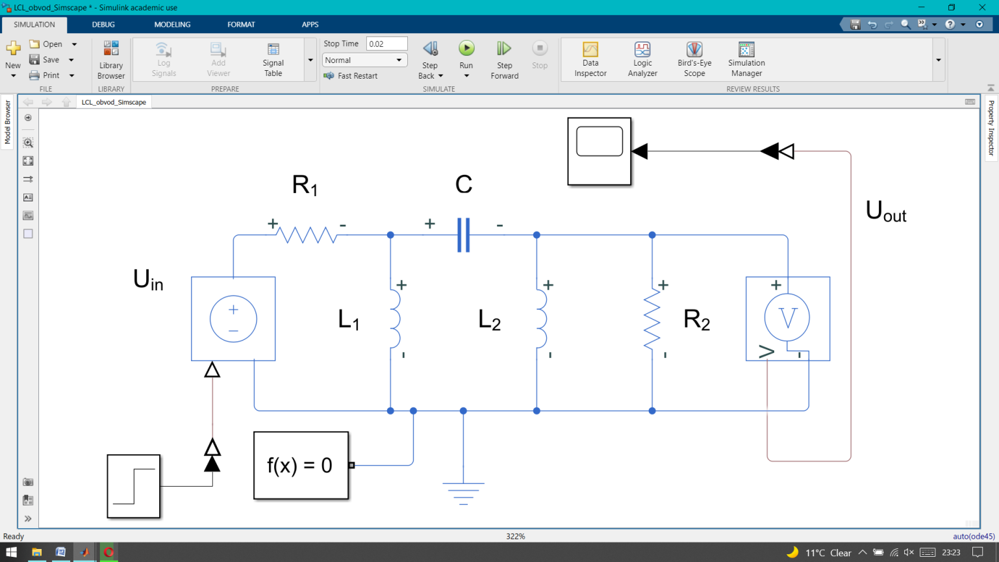 LCL_obvod_Simscape * - Simulink academic use
SIMULATION DEBUG MODELING FORMAT APPS
New
Open
Save
Print
FILE
Library Browser
LIBRARY
Log Signals
Add Viewer
Signal Table
PREPARE
Stop Time 0.02
Normal
Fast Restart
Step Back
Run
Step Forward
Stop
SIMULATE
Data Inspector
Logic Analyzer
Bird's-Eye Scope
Simulation Manager
REVIEW RESULTS
Model Browser
LCL_obvod_Simscape
Property Inspector
R1
C
Uout
+ - + -
Uin
+ + + +
+
−
L1
L2
R2
V
- - - V -
f(x) = 0
Ready
322%
auto(ode45)
11°C Clear
23:23